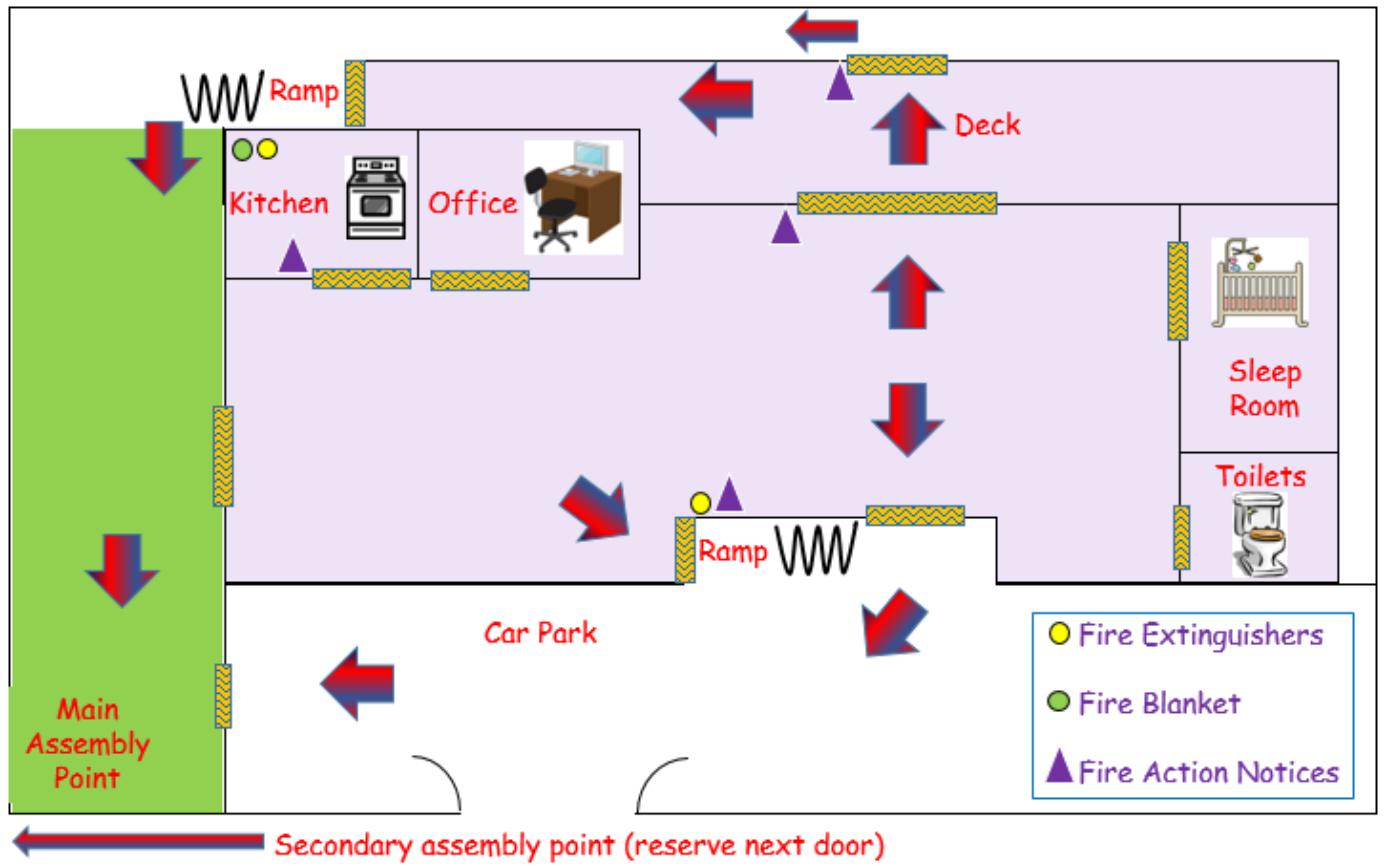 Ramp
Deck
Kitchen
Office
Sleep
Room
Toilets
Ramp
Car Park
Main
Assembly
Point
Fire Extinguishers
Fire Blanket
Fire Action Notices
Secondary assembly point (reserve next door)